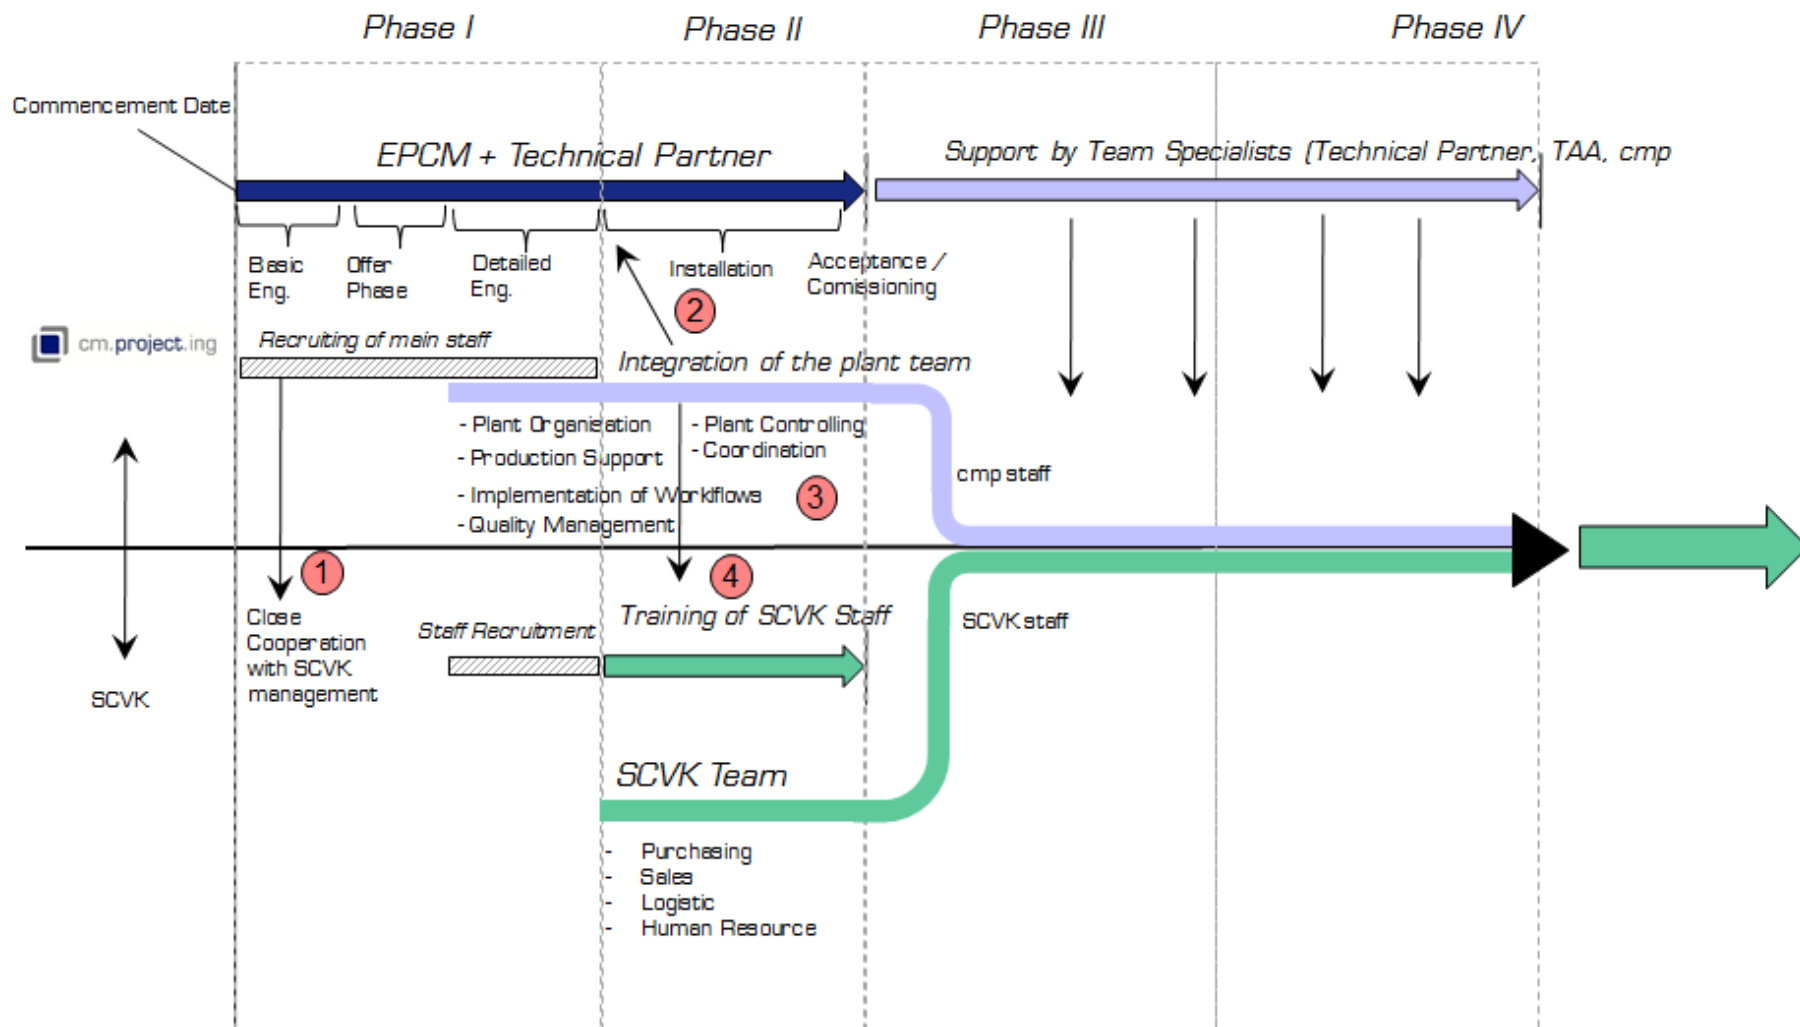 Phase I
Phase II
Phase III
Phase IV
Commencement Date
EPCM + Technical Partner
Support by Team Specialists (Technical Partner, TAA, cmp
Basic
Eng.
Offer
Phase
Detailed
Eng.
Installation
Acceptance /
Comissioning
2
cm.project.ing
Recruiting of main staff
Integration of the plant team
- Plant Organisation
- Production Support
- Implementation of Worklflows
- Quality Management
- Plant Controlling
- Coordination
3
cmp staff
1
4
Close
Cooperation
with SCVK
management
Staff Recruitment
Training of SCVK Staff
SCVK staff
SCVK
SCVK Team
- Purchasing
- Sales
- Logistic
- Human Resource